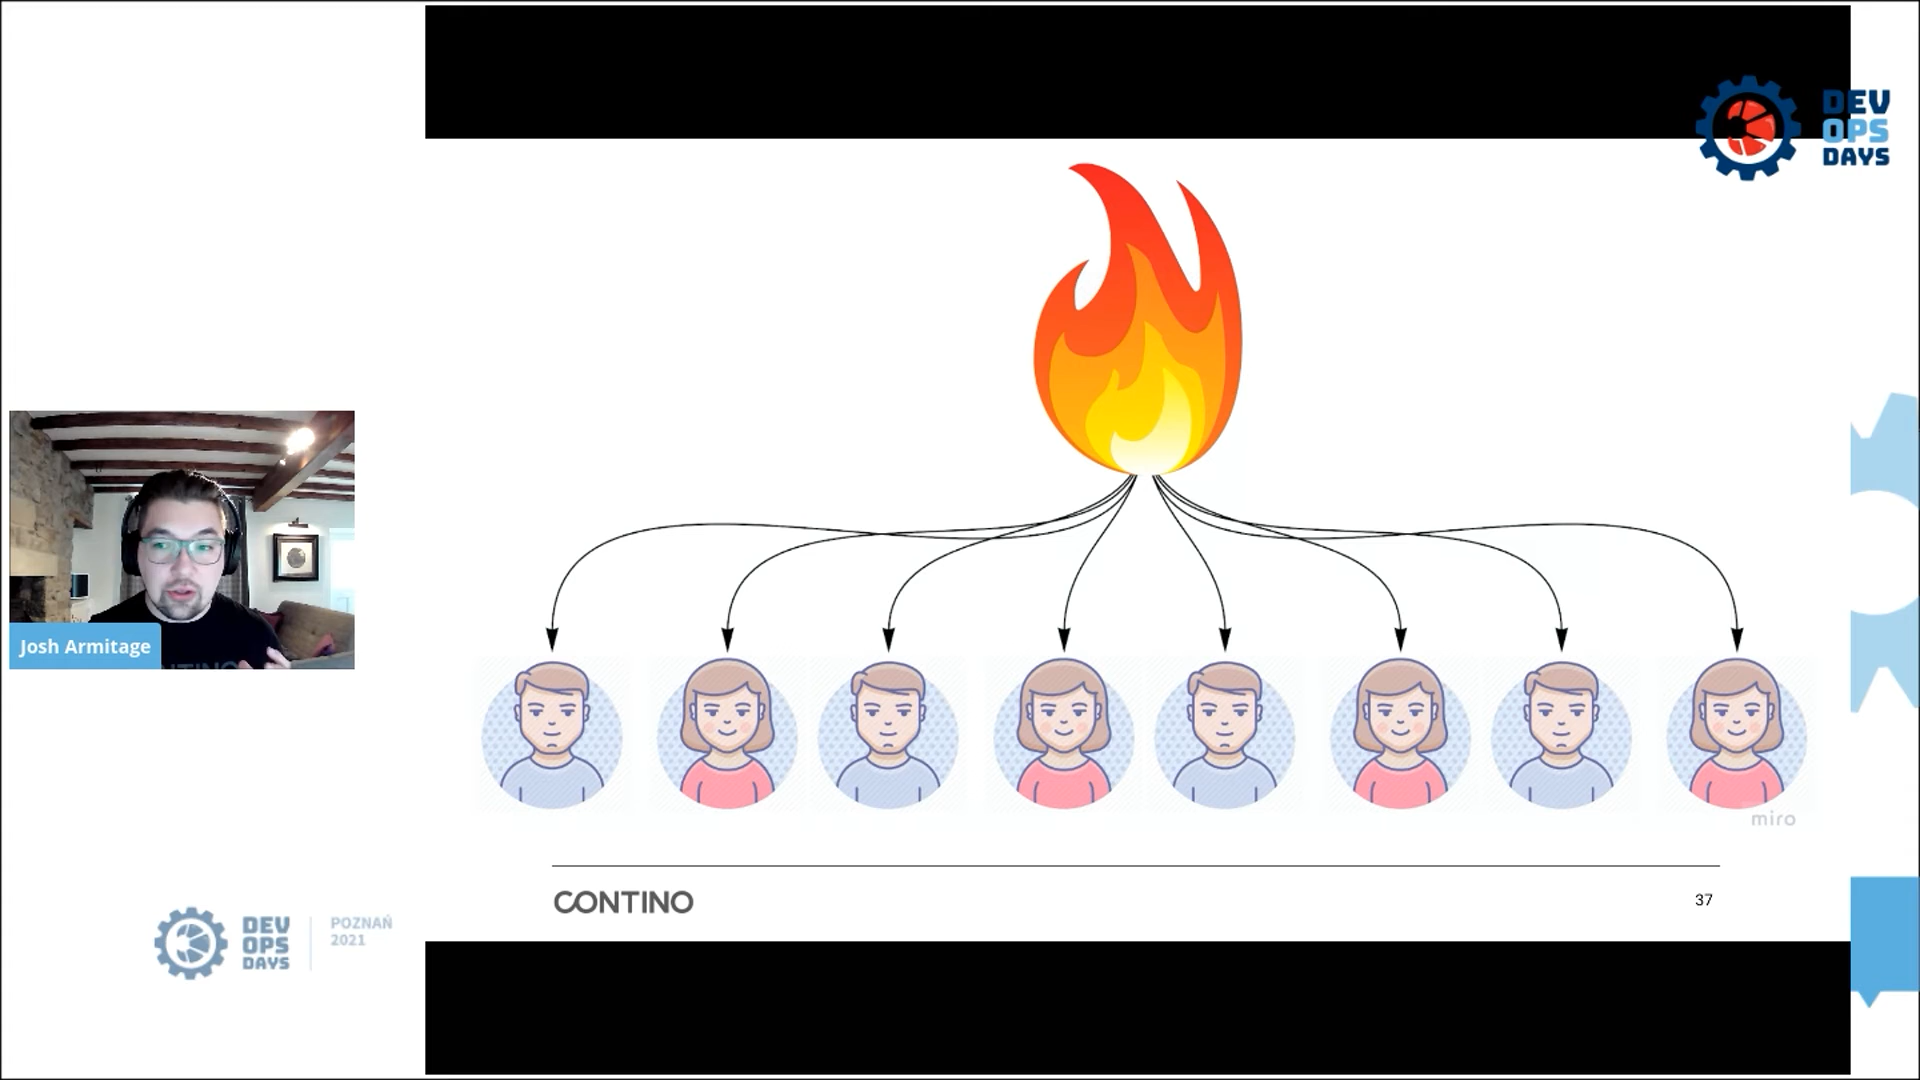 DEV
OPS
DAYS
Josh Armitage
miro
CONTINO
37
DEV
OPS
DAYS
POZNAŃ
2021